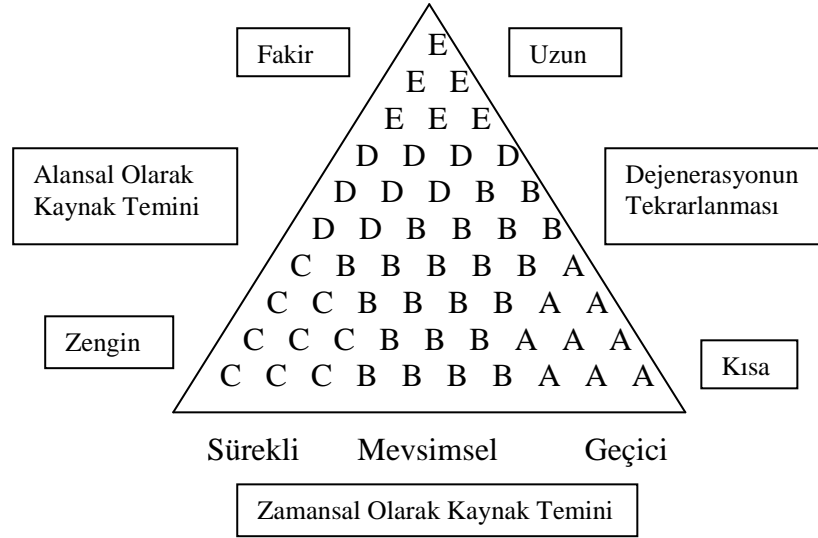 Fakir
Uzun
E
E E
E E E
D D D D
D D D B B
D D B B B B
C B B B B B A
C C B B B B A A
C C C B B B A A A
C C C B B B B A A A
Alansal Olarak
Kaynak Temini
Dejenerasyonun
Tekrarlanması
Zengin
Kısa
Sürekli Mevsimsel Geçici
Zamansal Olarak Kaynak Temini